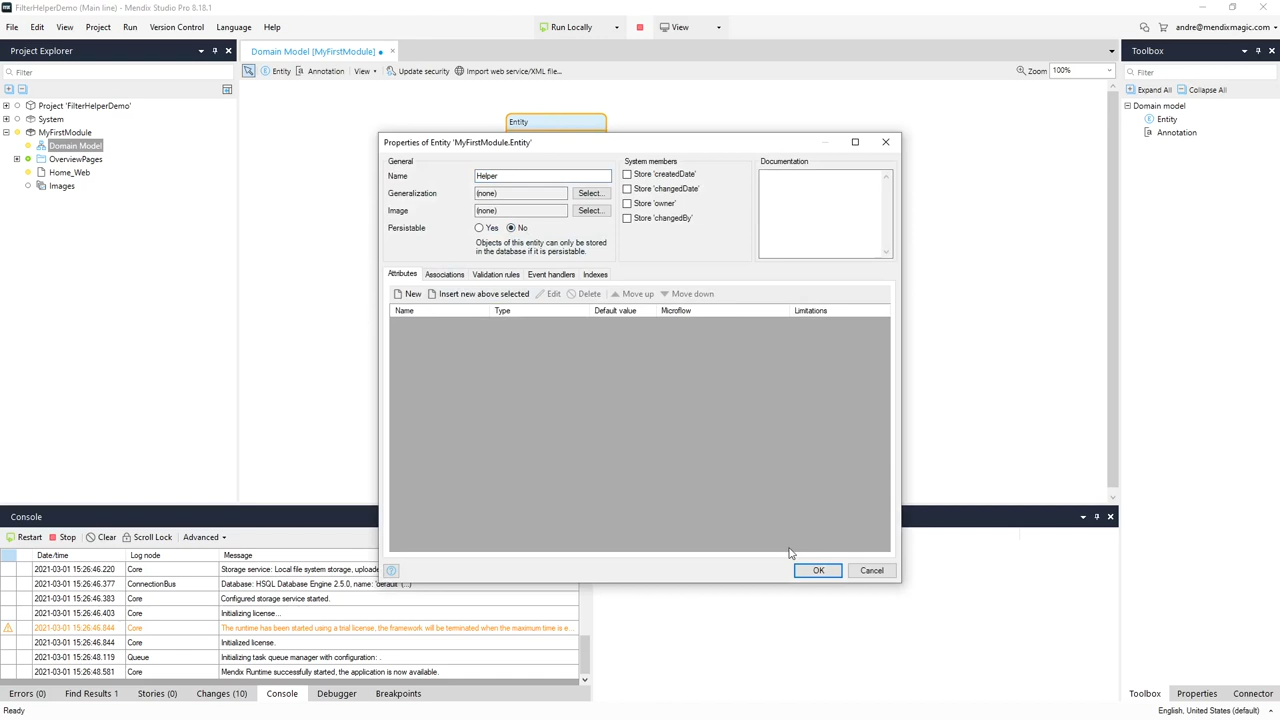 FilterHelperDemo (Main line) - Mendix Studio Pro 8.18.1
File Edit View Project Run Version Control Language Help
Run Locally View
andre@mendixmagic.com
Project Explorer
Filter
Project 'FilterHelperDemo'
System
MyFirstModule
Domain Model
OverviewPages
Home_Web
Images
Domain Model [MyFirstModule]
Entity Annotation View Update security Import web service/XML file...
Zoom 100%
Entity
Properties of Entity 'MyFirstModule.Entity'
General
Name Helper
Generalization (none) Select...
Image (none) Select...
Persistable Yes No
Objects of this entity can only be stored
in the database if it is persistable.
System members
Store 'createdDate'
Store 'changedDate'
Store 'owner'
Store 'changedBy'
Documentation
Attributes Associations Validation rules Event handlers Indexes
New Insert new above selected Edit Delete Move up Move down
Name Type Default value Microflow Limitations
OK Cancel
Toolbox
Filter
Expand All Collapse All
Domain model
Entity
Annotation
Console
Restart Stop Clear Scroll Lock Advanced
Date/time Log node Message
2021-03-01 15:26:46.220 Core Storage service: Local file system storage, uploade
2021-03-01 15:26:46.377 ConnectionBus Database: HSQL Database Engine 2.5.0, name: 'default' (...)
2021-03-01 15:26:46.383 Core Configured storage service started.
2021-03-01 15:26:46.403 Core Initializing license...
2021-03-01 15:26:46.844 Core The runtime has been started using a trial license, the framework will be terminated when the maximum time is e...
2021-03-01 15:26:46.844 Core Initialized license.
2021-03-01 15:26:48.119 Queue Initializing task queue manager with configuration: .
2021-03-01 15:26:48.581 Core Mendix Runtime successfully started, the application is now available.
Errors (0) Find Results 1 Stories (0) Changes (10) Console Debugger Breakpoints
Toolbox Properties Connector
Ready
English, United States (default)